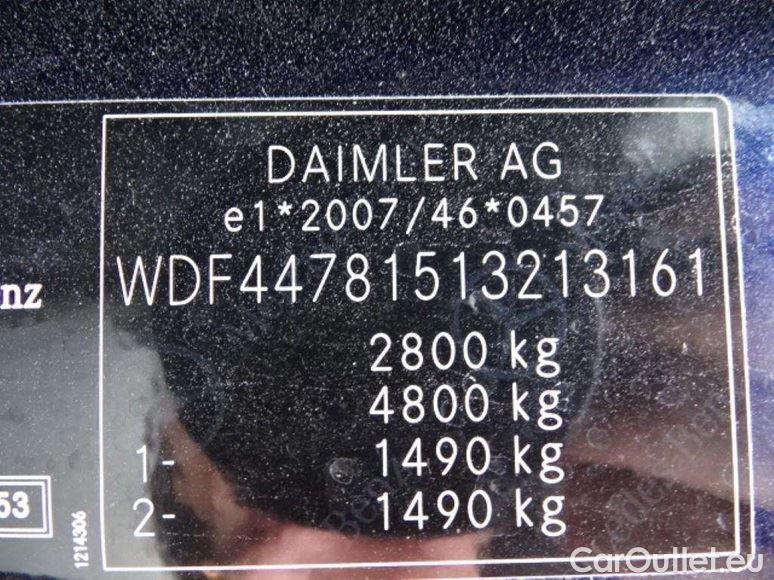 DAIMLER AG
e1*2007/46*0457
WDF44781513213161
nz
2800 kg
4800 kg
1- 1490 kg
2- 1490 kg
53
1214306
CarOutlet.eu